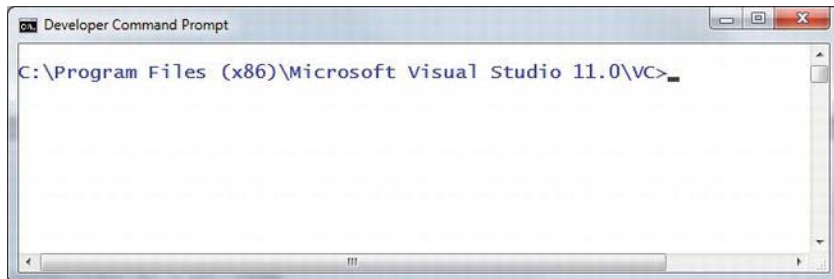 Developer Command Prompt
C:\Program Files (x86)\Microsoft Visual Studio 11.0\VC>